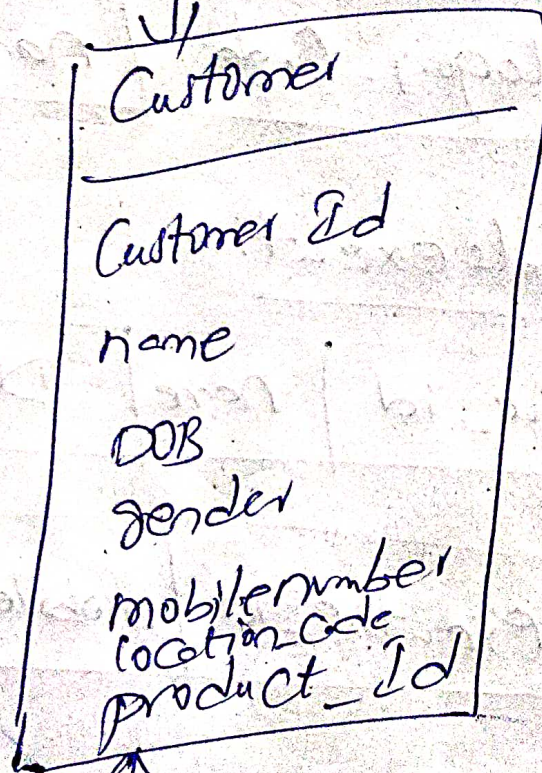 Customer
Customer Id
name
DOB
gender
mobilenumber
location_code
product_Id